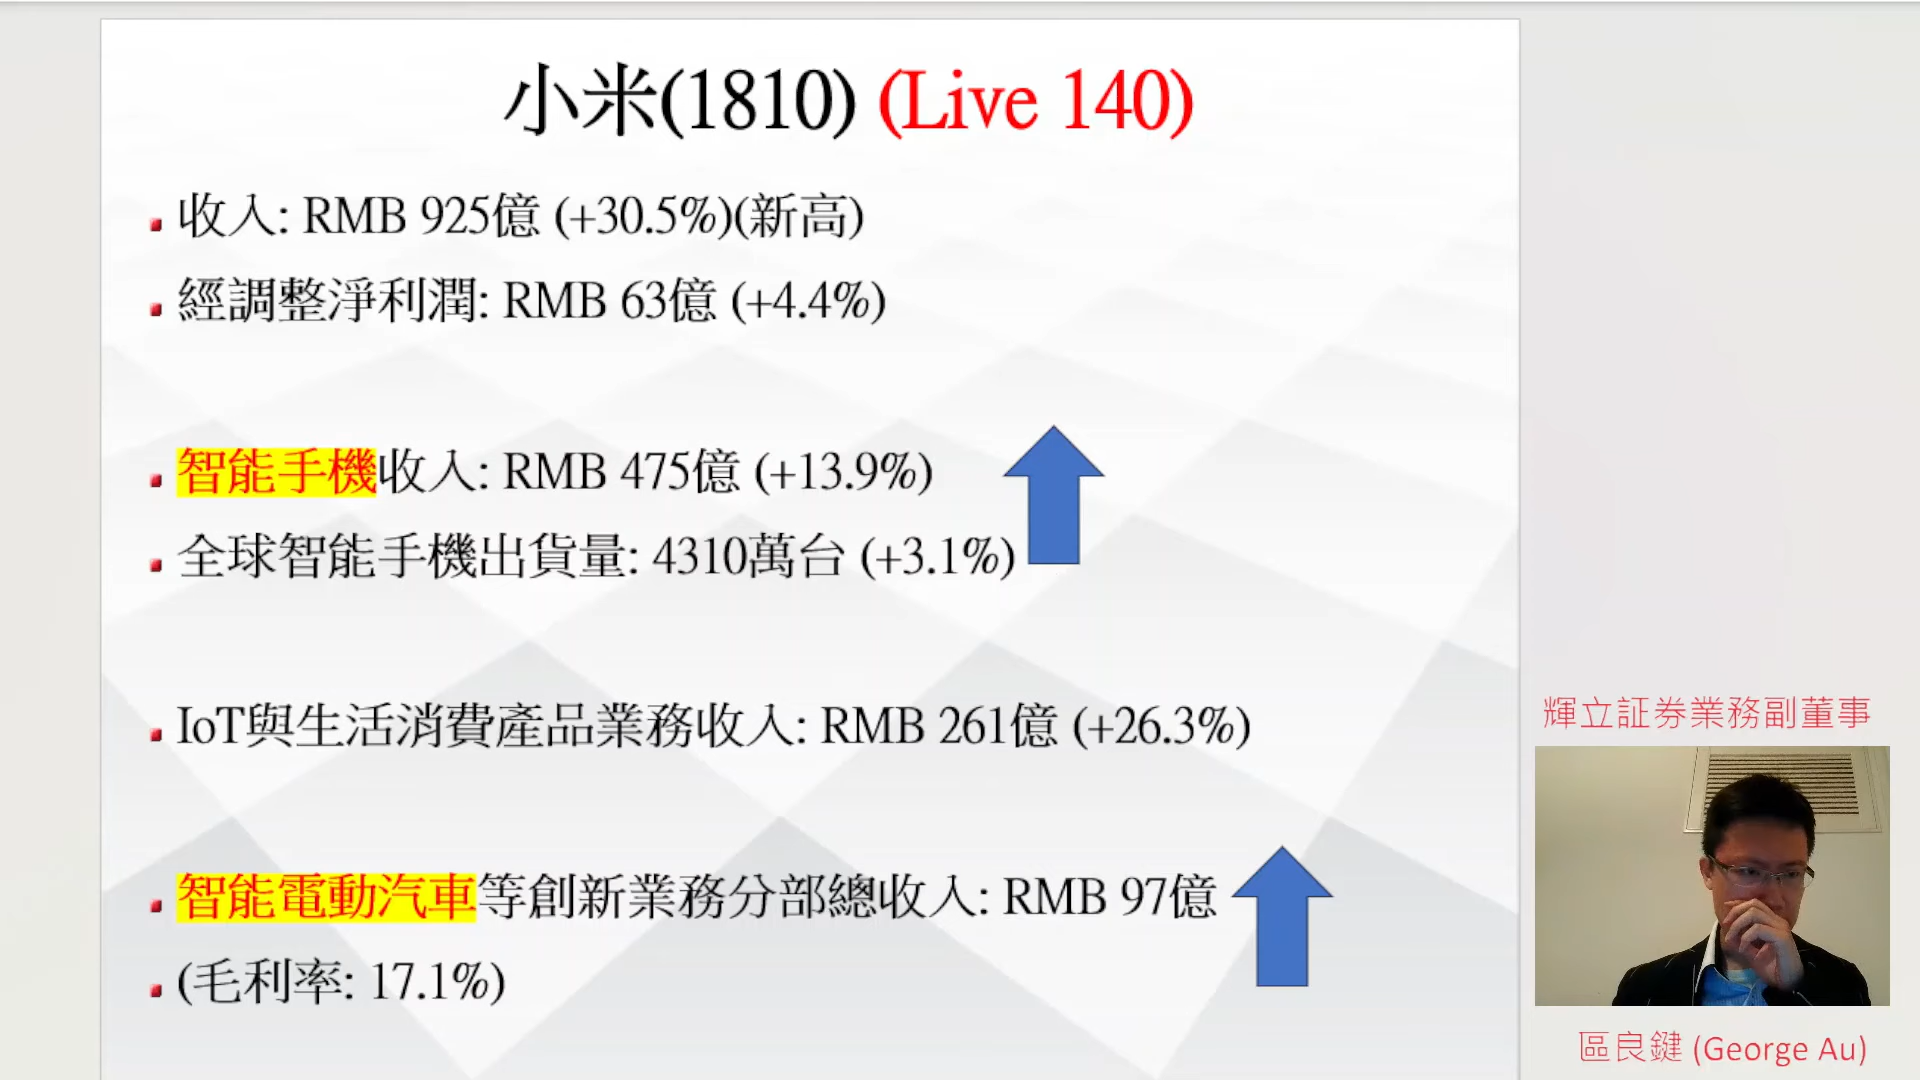 小米(1810) (Live 140)
收入: RMB 925億 (+30.5%)(新高)
經調整淨利潤: RMB 63億 (+4.4%)
智能手機收入: RMB 475億 (+13.9%)
全球智能手機出貨量: 4310萬台 (+3.1%)
IoT與生活消費產品業務收入: RMB 261億 (+26.3%)
智能電動汽車等創新業務分部總收入: RMB 97億
(毛利率: 17.1%)
輝立証券業務副董事
區良鍵 (George Au)